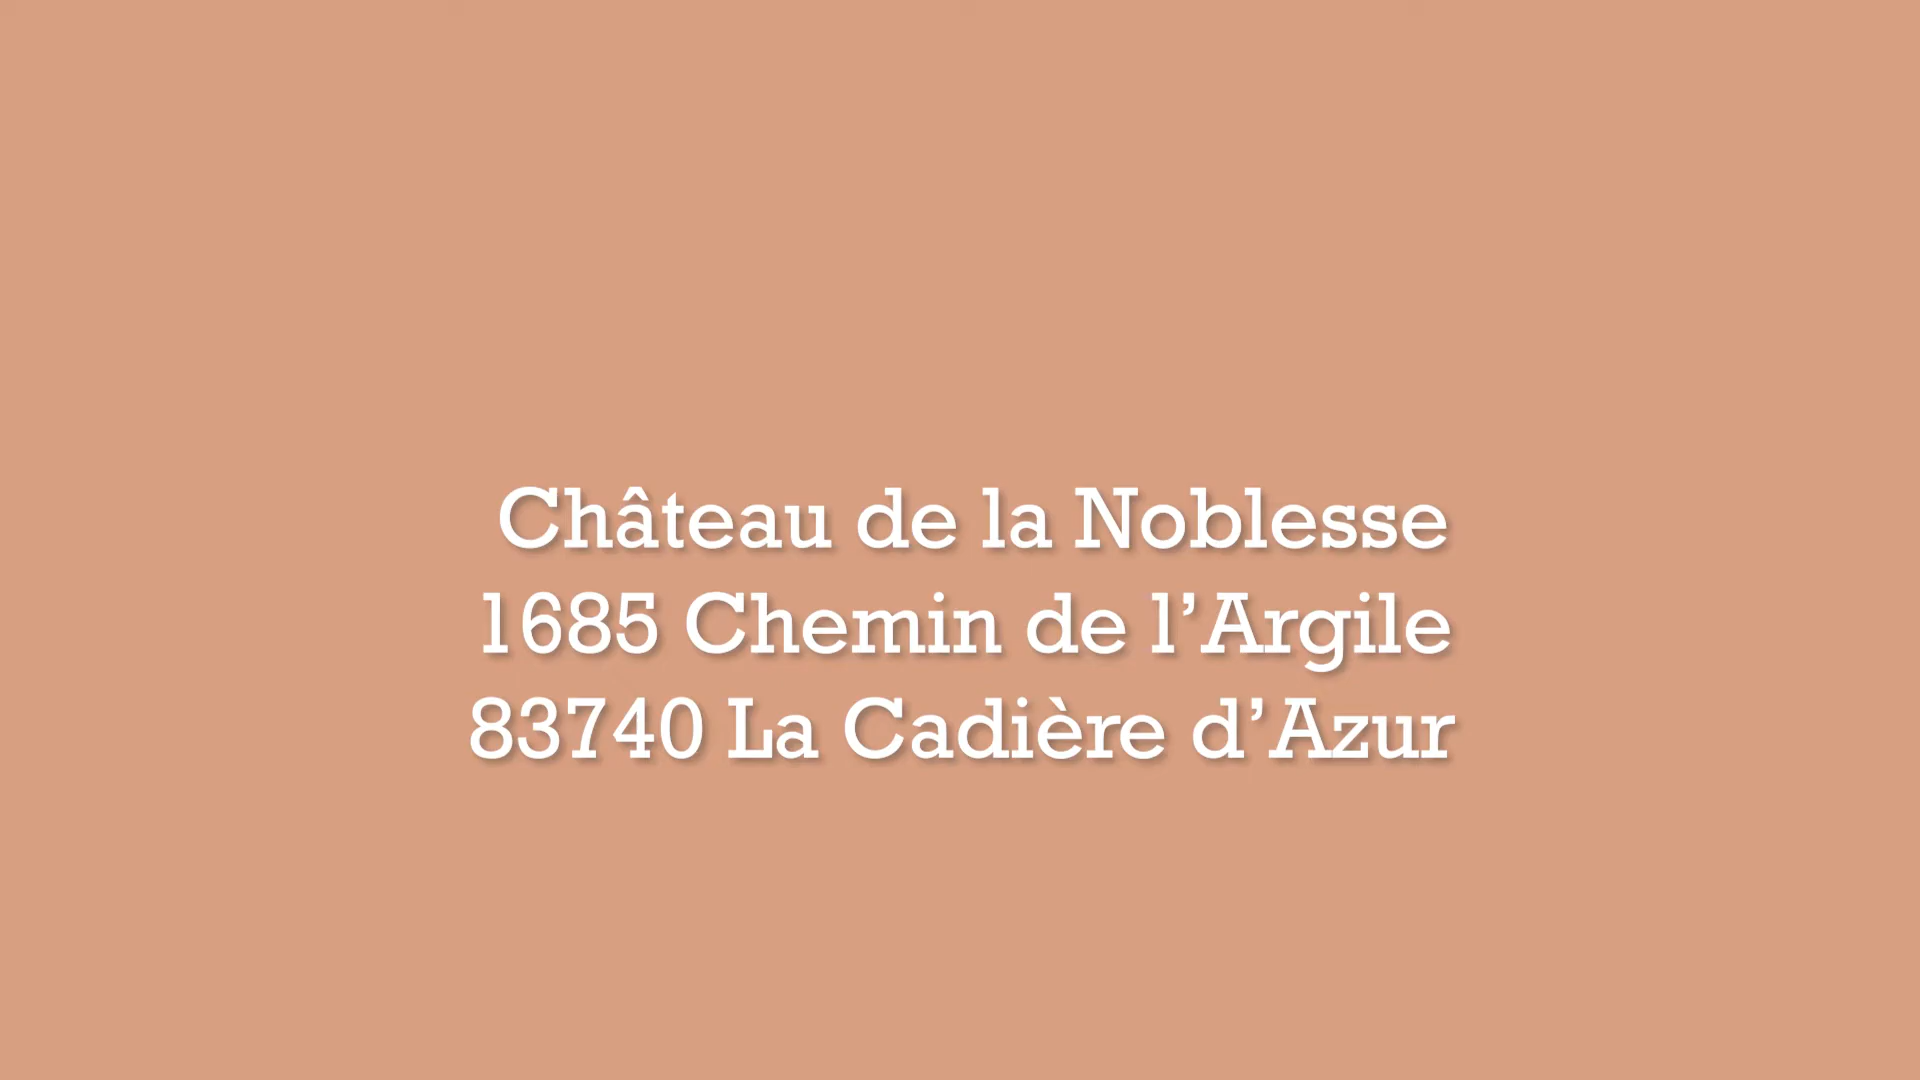 Château de la Noblesse
1685 Chemin de l’Argile
83740 La Cadière d’Azur